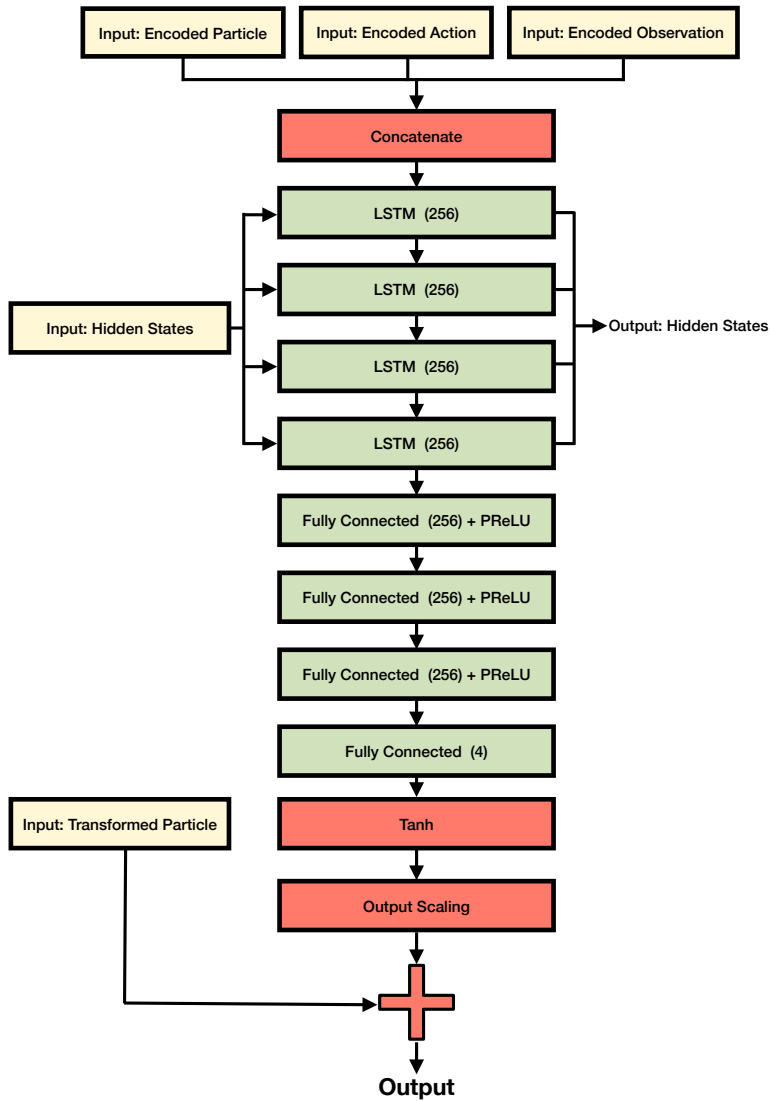 Input: Encoded Particle
Input: Encoded Action
Input: Encoded Observation
Concatenate
LSTM (256)
LSTM (256)
Input: Hidden States
Output: Hidden States
LSTM (256)
LSTM (256)
Fully Connected (256) + PReLU
Fully Connected (256) + PReLU
Fully Connected (256) + PReLU
Fully Connected (4)
Input: Transformed Particle
Tanh
Output Scaling
Output